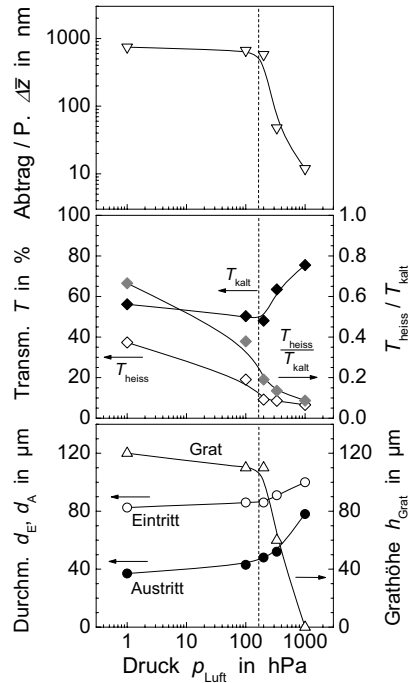 Abtrag / P. Δz̄ in nm
1000
100
10
Transm. T in %
100
80
60
40
20
0
T_kalt
T_heiss
T_heiss
T_kalt
1.0
0.8
0.6
0.4
0.2
0.0
T_heiss / T_kalt
Durchm. d_E, d_A in µm
120
80
40
0
Grat
Eintritt
Austritt
120
80
40
0
Grathöhe h_Grat in µm
1 10 100 1000
Druck p_Luft in hPa